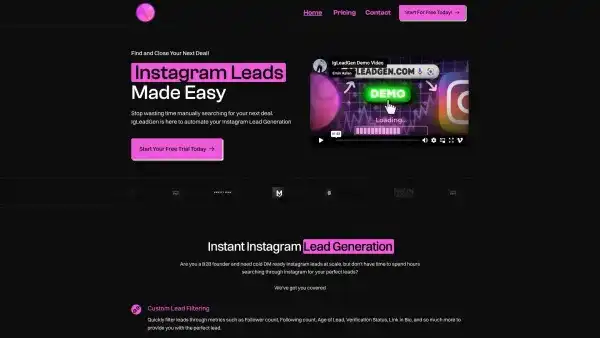 Home Pricing Contact Start For Free Today! →
Find and Close Your Next Deal!
Instagram Leads
Made Easy
Stop wasting time manually searching for your next deal.
IgLeadGen is here to automate your Instagram Lead Generation
Start Your Free Trial Today →
IgLeadGen Demo Video
IGLEADGEN.COM
DEMO
Loading...
Instant Instagram Lead Generation
Are you a B2B founder and need cold DM ready instagram leads at scale, but don't have time to spend hours
searching through Instagram for your perfect leads?
We've got you covered
Custom Lead Filtering
Quickly filter leads through metrics such as Follower count, Following count, Age of Lead, Verification Status, Link in Bio, and so much more to
provide you with the perfect lead.